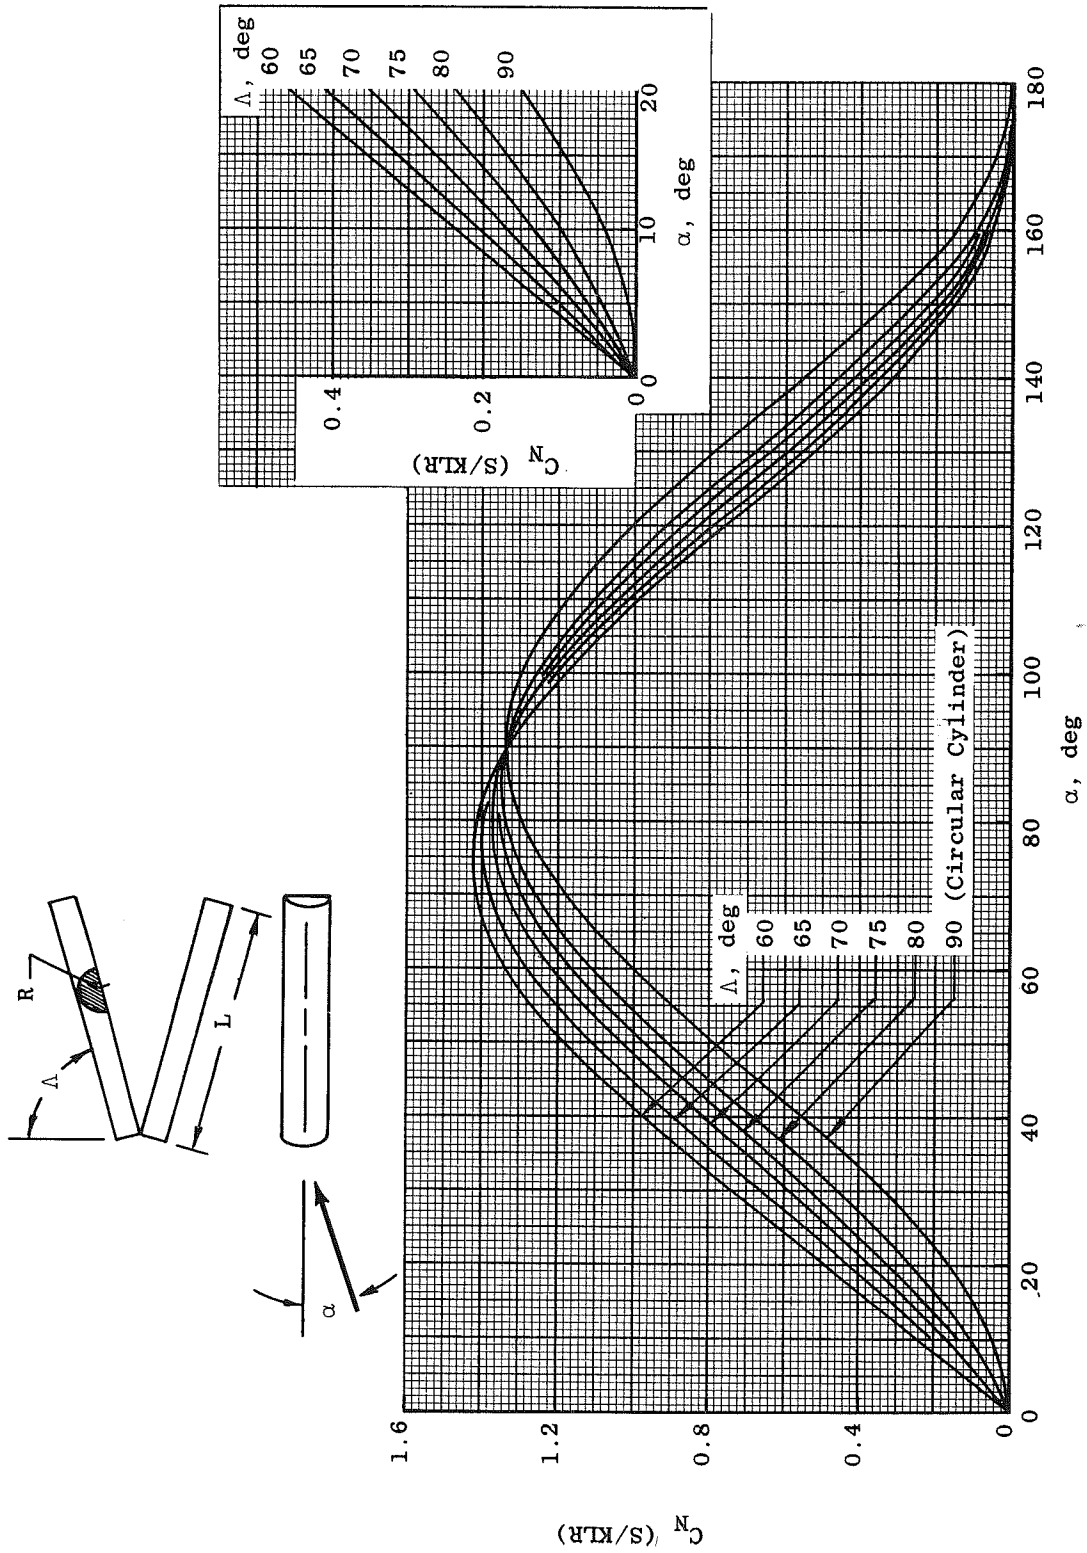 R
Λ
L
α
Λ, deg
60
65
70
75
80
90
C_N (S/KLR)
0.4
0.2
0
0
10
20
α, deg
C_N (S/KLR)
1.6
1.2
0.8
0.4
0
Λ, deg
60
65
70
75
80
90 (Circular Cylinder)
0
20
40
60
80
100
120
140
160
180
α, deg